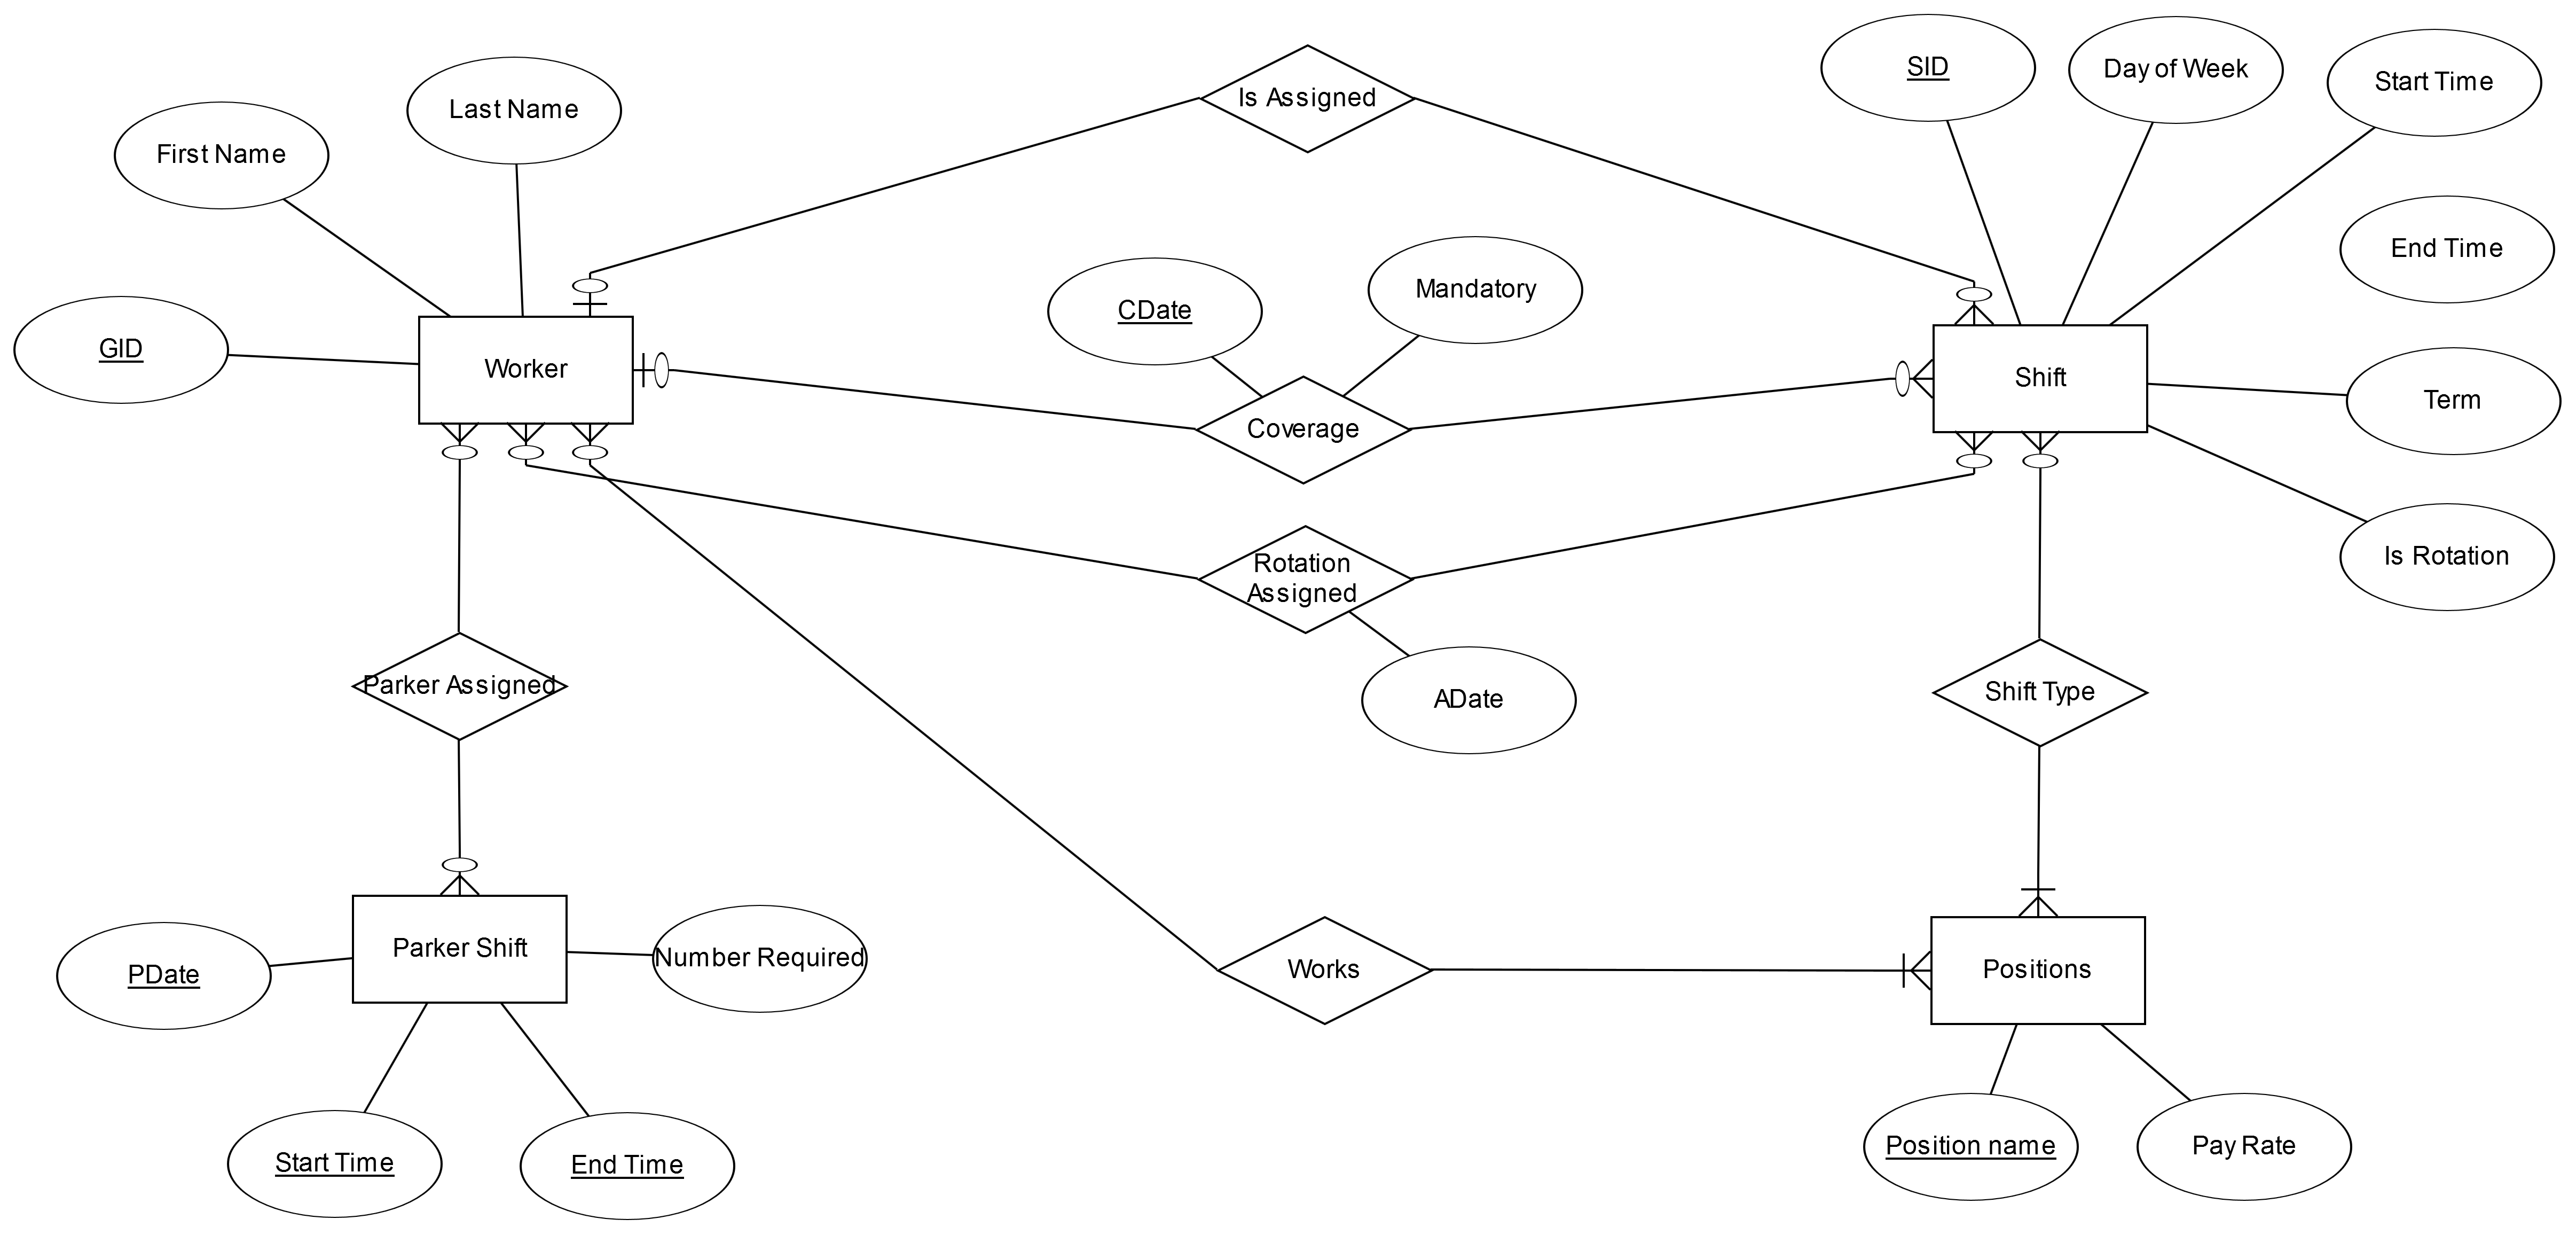 Is Assigned
SID
Day of Week
Start Time
Last Name
First Name
End Time
CDate
Mandatory
GID
Worker
Shift
Term
Coverage
Is Rotation
Rotation
Assigned
Parker Assigned
ADate
Shift Type
Parker Shift
Number Required
PDate
Works
Positions
Start Time
End Time
Position name
Pay Rate